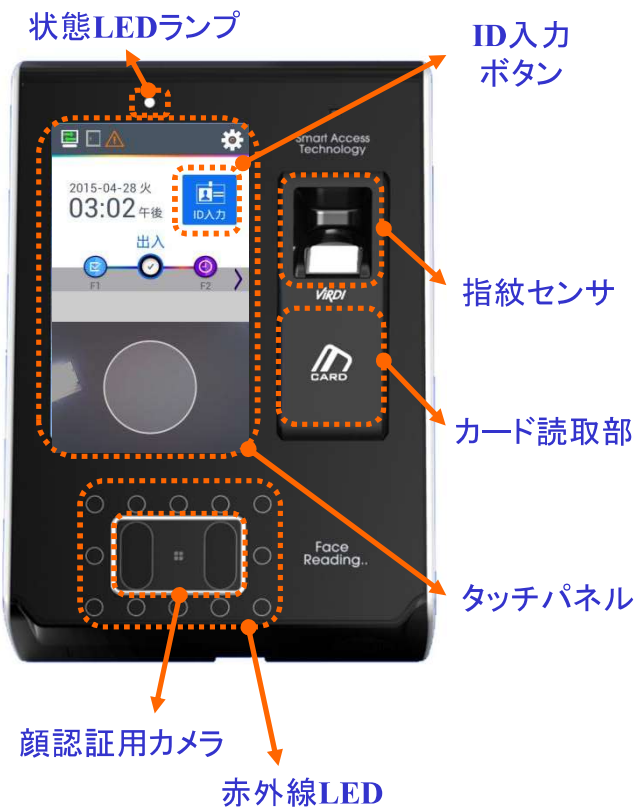 状態LEDランプ
ID入力
ボタン
Smart Access
Technology
2015-04-28 火
03:02 午後
ID入力
出入
F1
F2
ViRDI
指紋センサ
CARD
カード読取部
Face
Reading..
タッチパネル
顔認証用カメラ
赤外線LED